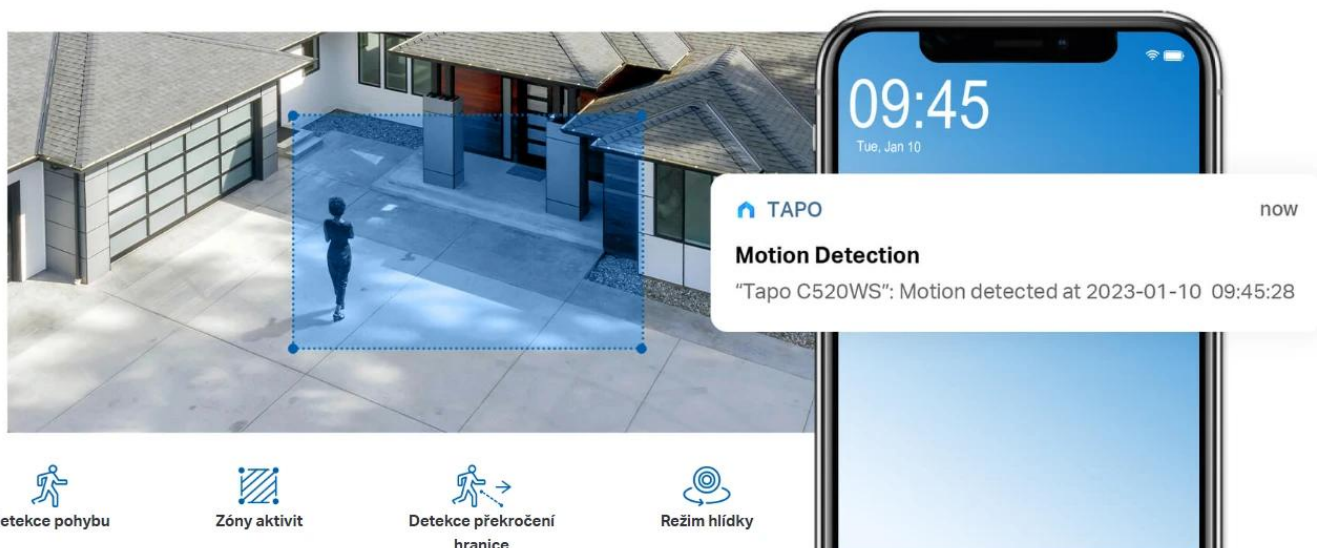 09:45
Tue, Jan 10
TAPO
now
Motion Detection
“Tapo C520WS”: Motion detected at 2023-01-10 09:45:28
etekce pohybu
Zóny aktivit
Detekce překročení
hranice
Režim hlídky